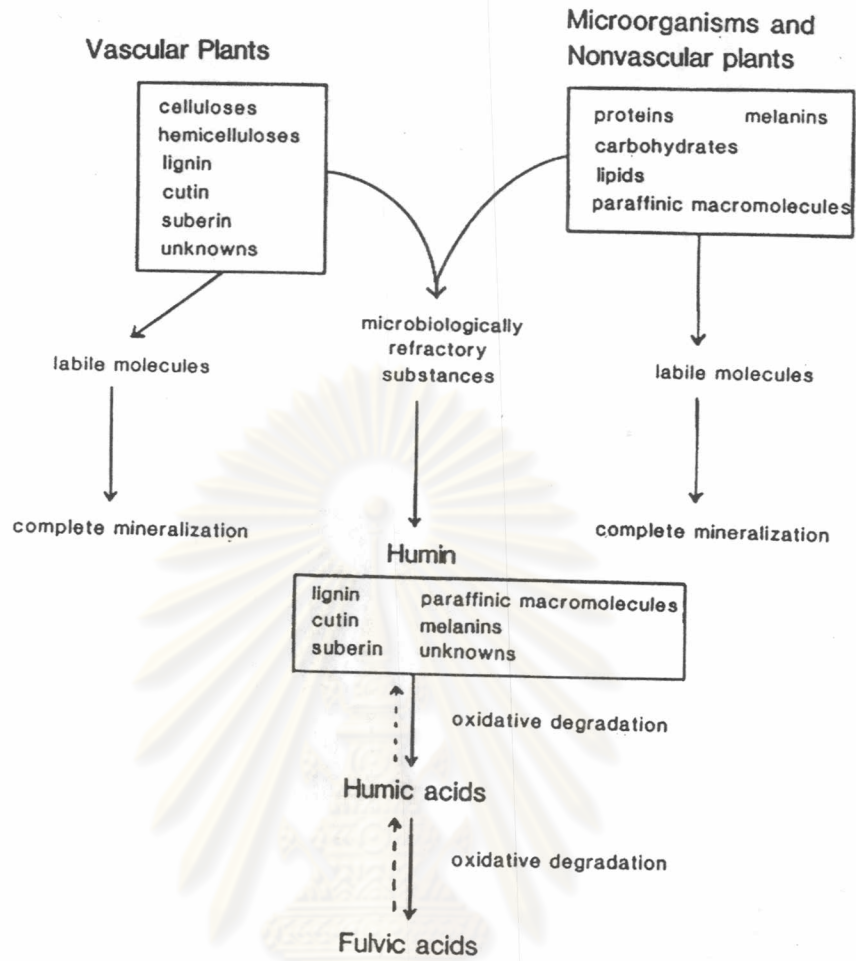 Vascular Plants
celluloses
hemicelluloses
lignin
cutin
suberin
unknowns
Microorganisms and
Nonvascular plants
proteins melanins
carbohydrates
lipids
paraffinic macromolecules
labile molecules
microbiologically
refractory
substances
labile molecules
complete mineralization
complete mineralization
Humin
lignin paraffinic macromolecules
cutin melanins
suberin unknowns
oxidative degradation
Humic acids
oxidative degradation
Fulvic acids